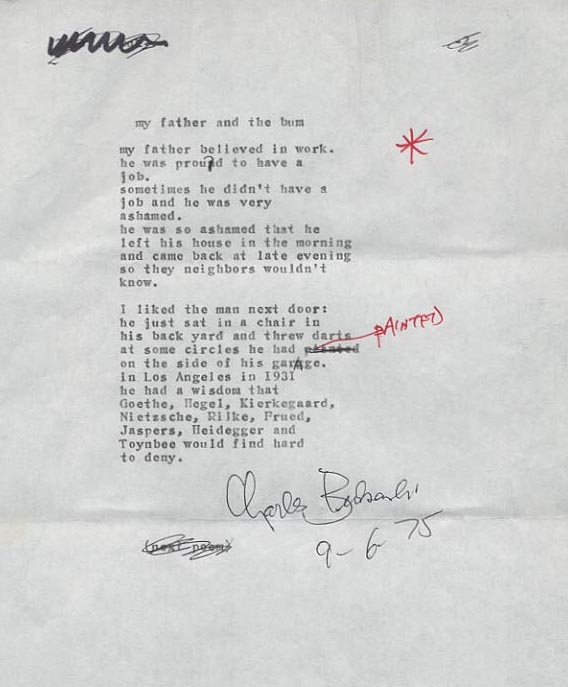 my father and the bum
my father believed in work.
he was proud to have a
job.
sometimes he didn't have a
job and he was very
ashamed.
he was so ashamed that he
left his house in the morning
and came back at late evening
so they neighbors wouldn't
know.
I liked the man next door:
he just sat in a chair in
his back yard and threw darts
PAINTED
at some circles he had planted
on the side of his garage.
in Los Angeles in 1931
he had a wisdom that
Goethe, Hegel, Kierkegaard,
Nietzsche, Rilke, Frued,
Jaspers, Heidegger and
Toynbee would find hard
to deny.
Charles Bukowski
9-6-75
(next poem)